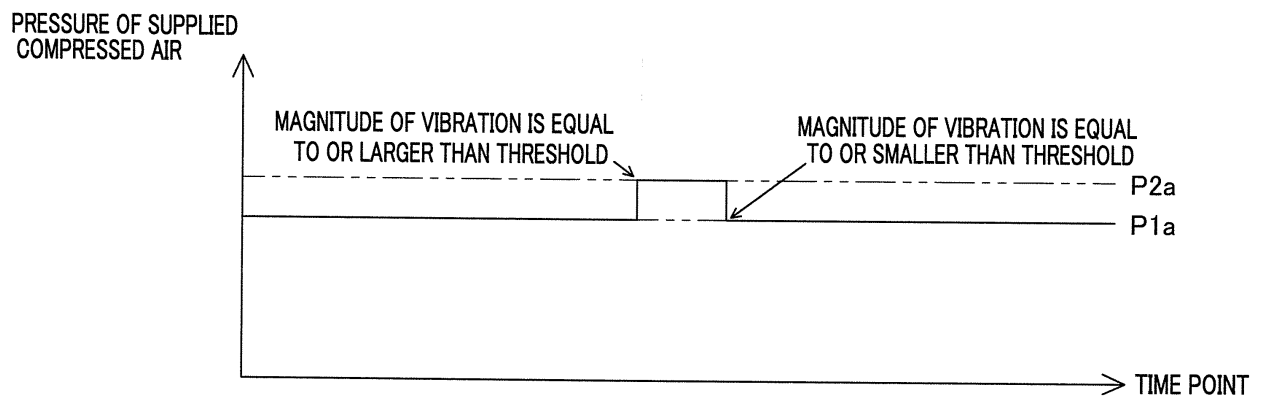 PRESSURE OF SUPPLIED
COMPRESSED AIR
MAGNITUDE OF VIBRATION IS EQUAL
TO OR LARGER THAN THRESHOLD
MAGNITUDE OF VIBRATION IS EQUAL
TO OR SMALLER THAN THRESHOLD
P2a
P1a
TIME POINT